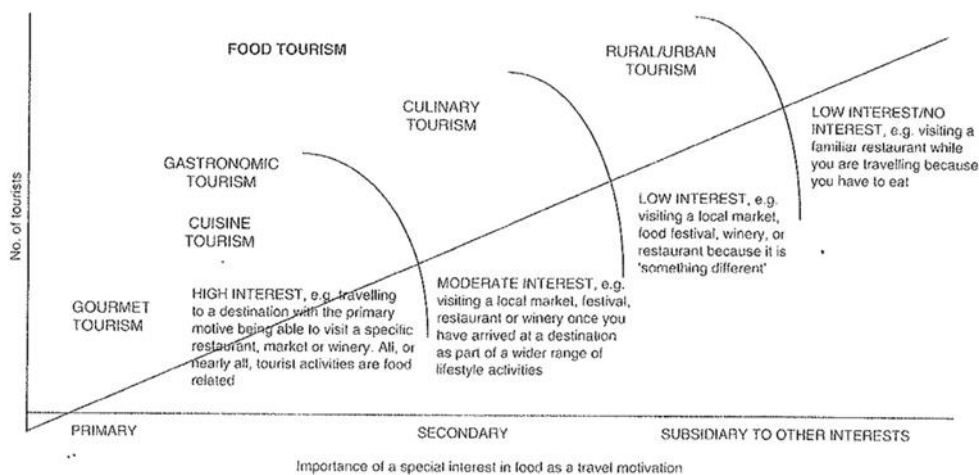 FOOD TOURISM
RURAL/URBAN
TOURISM
CULINARY
TOURISM
LOW INTEREST/NO
INTEREST, e.g. visiting a
familiar restaurant while
you are travelling because
you have to eat
GASTRONOMIC
TOURISM
No. of tourists
LOW INTEREST, e.g.
visiting a local market,
food festival, winery, or
restaurant because it is
'something different'
CUISINE
TOURISM
GOURMET
TOURISM
HIGH INTEREST, e.g. travelling
to a destination with the primary
motive being able to visit a specific
restaurant, market or winery. All, or
nearly all, tourist activities are food
related
MODERATE INTEREST, e.g.
visiting a local market, festival,
restaurant or winery once you
have arrived at a destination
as part of a wider range of
lifestyle activities
PRIMARY
SECONDARY
SUBSIDIARY TO OTHER INTERESTS
Importance of a special interest in food as a travel motivation